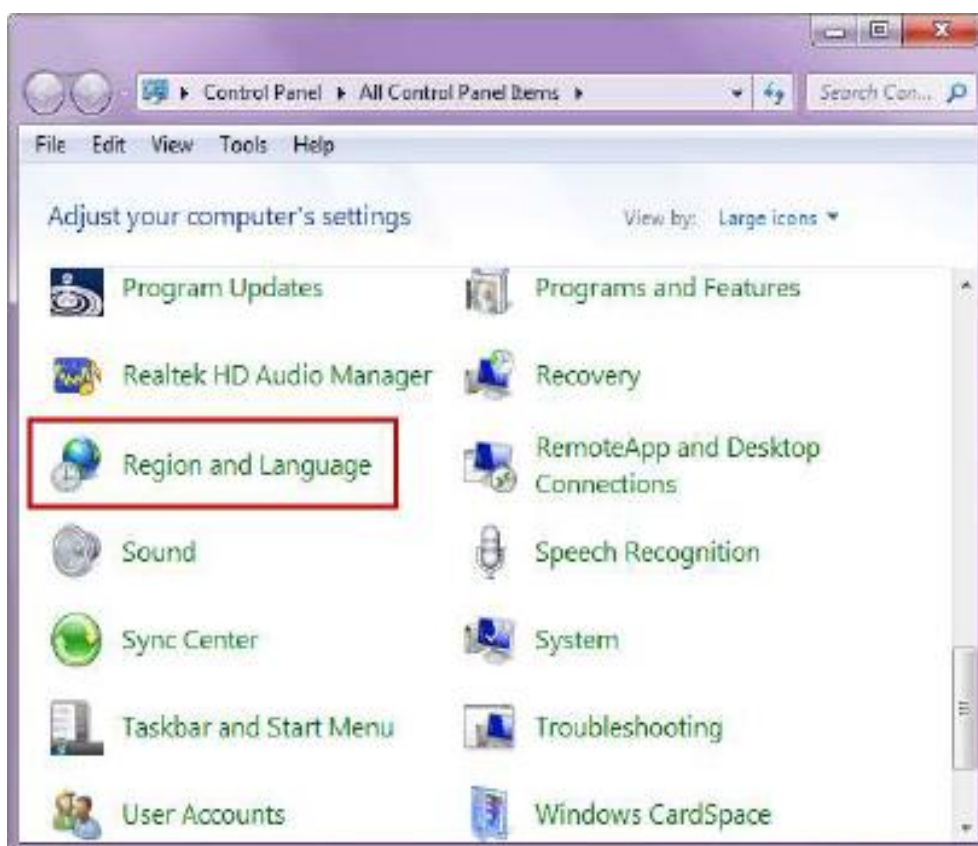 Control Panel ▸ All Control Panel Items ▸ Search Con...
File Edit View Tools Help
Adjust your computer's settings View by: Large icons
Program Updates Programs and Features
Realtek HD Audio Manager Recovery
Region and Language RemoteApp and Desktop
Connections
Sound Speech Recognition
Sync Center System
Taskbar and Start Menu Troubleshooting
User Accounts Windows CardSpace